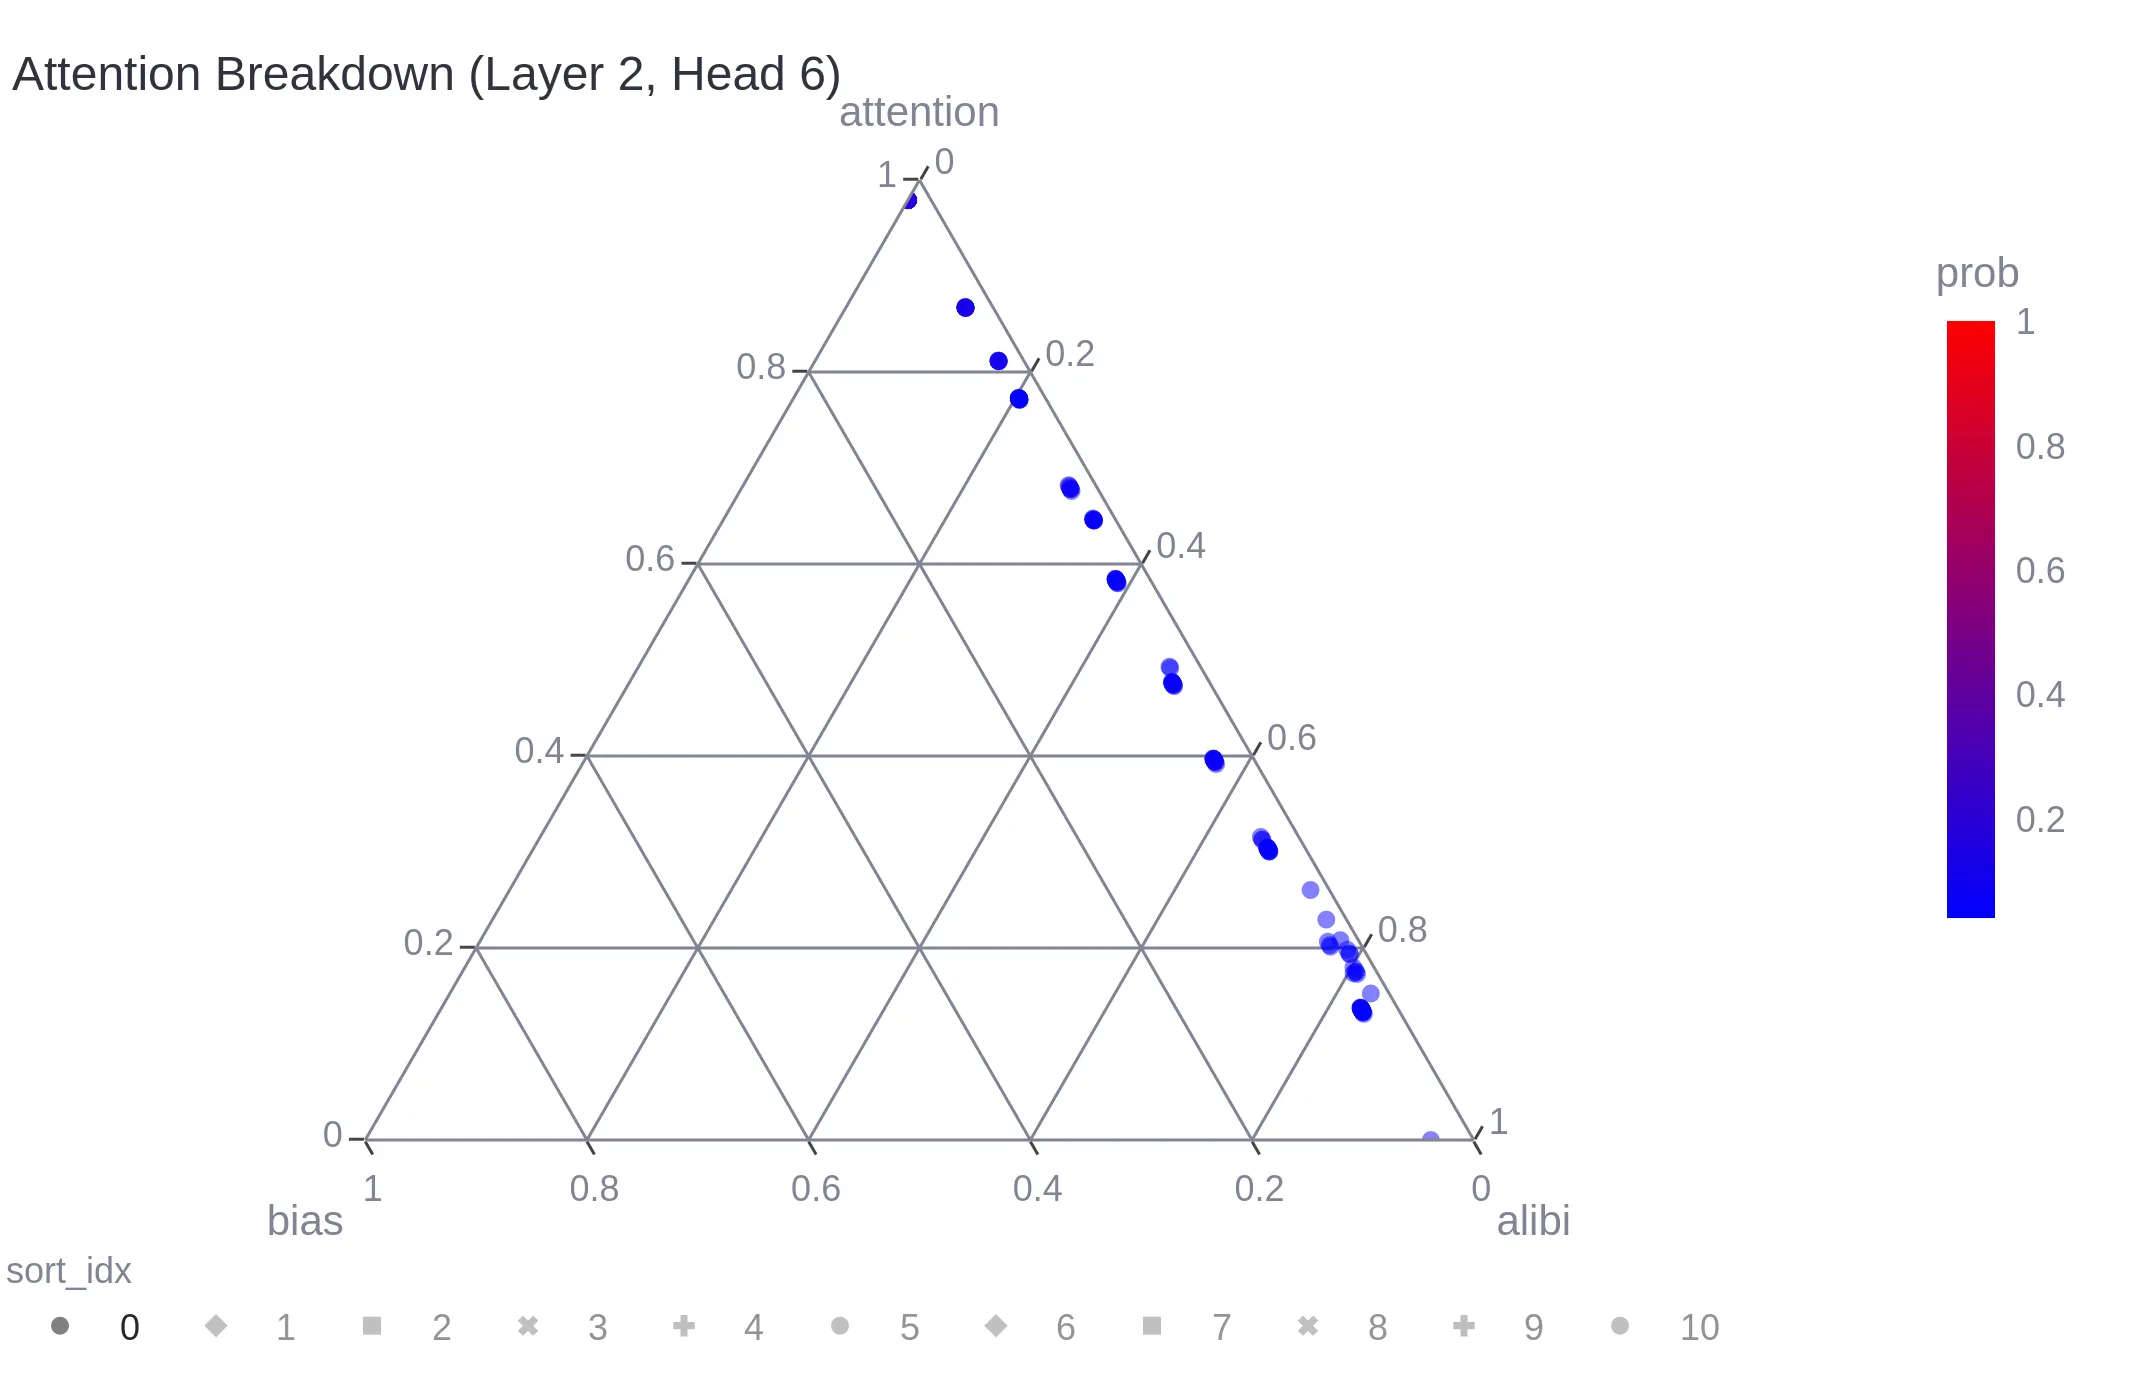 Attention Breakdown (Layer 2, Head 6)
attention
1 0
prob
1
0.8 0.2
0.8
0.6 0.4
0.6
0.4 0.6
0.4
0.2 0.8
0.2
0 1
1 0.8 0.6 0.4 0.2 0
bias alibi
sort_idx
0 1 2 3 4 5 6 7 8 9 10